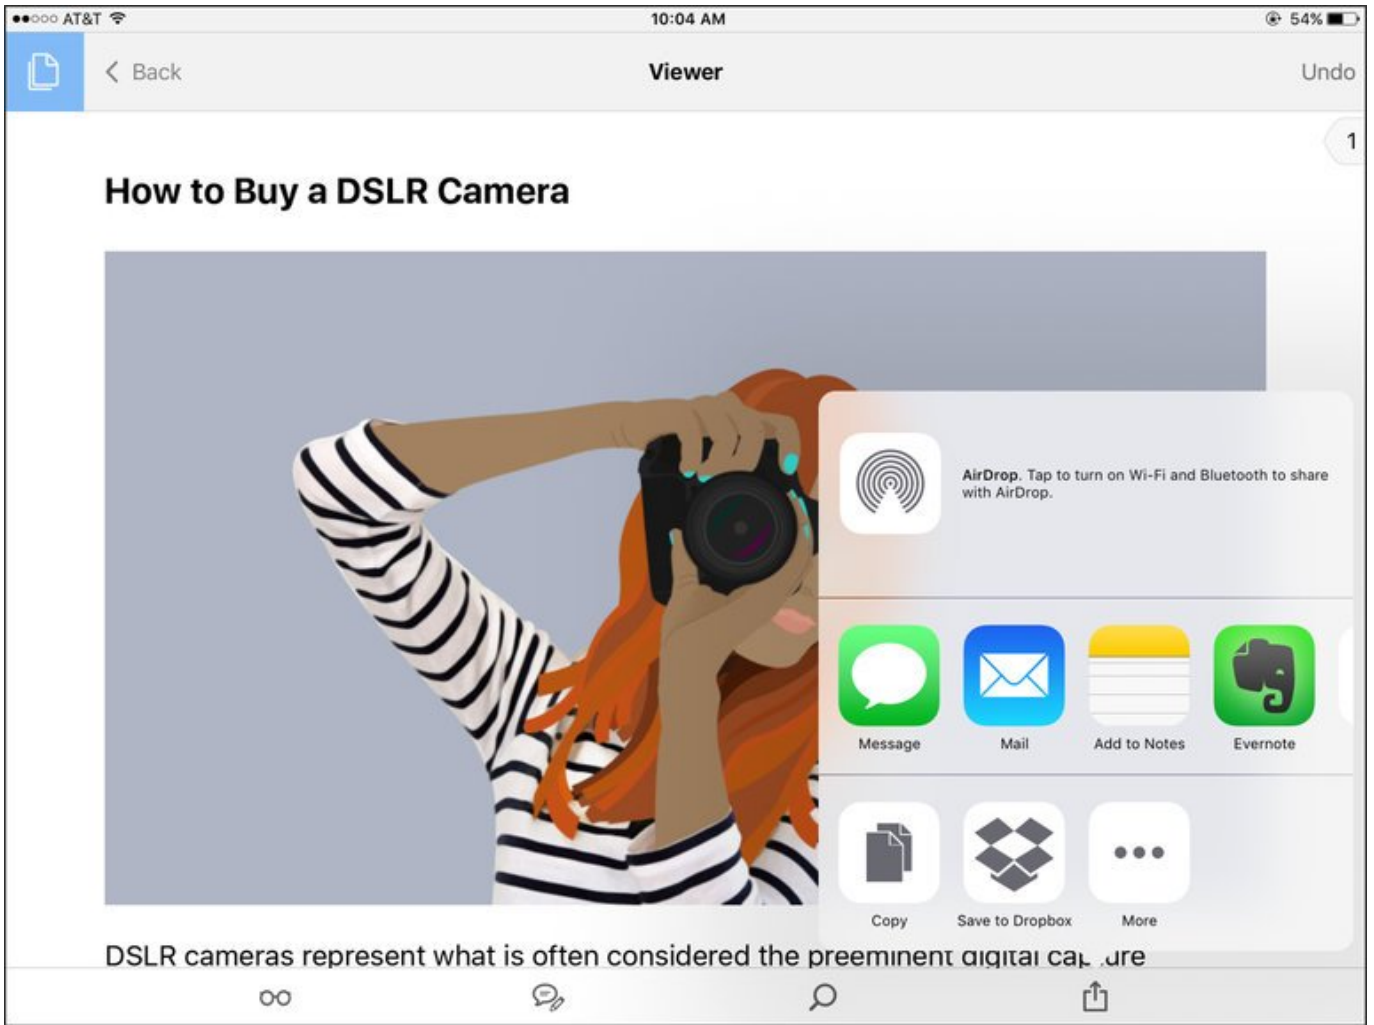 AT&T
10:04 AM
54%
Back
Viewer
Undo
1
How to Buy a DSLR Camera
AirDrop. Tap to turn on Wi-Fi and Bluetooth to share
with AirDrop.
Message
Mail
Add to Notes
Evernote
Copy
Save to Dropbox
More
DSLR cameras represent what is often considered the preeminent digital